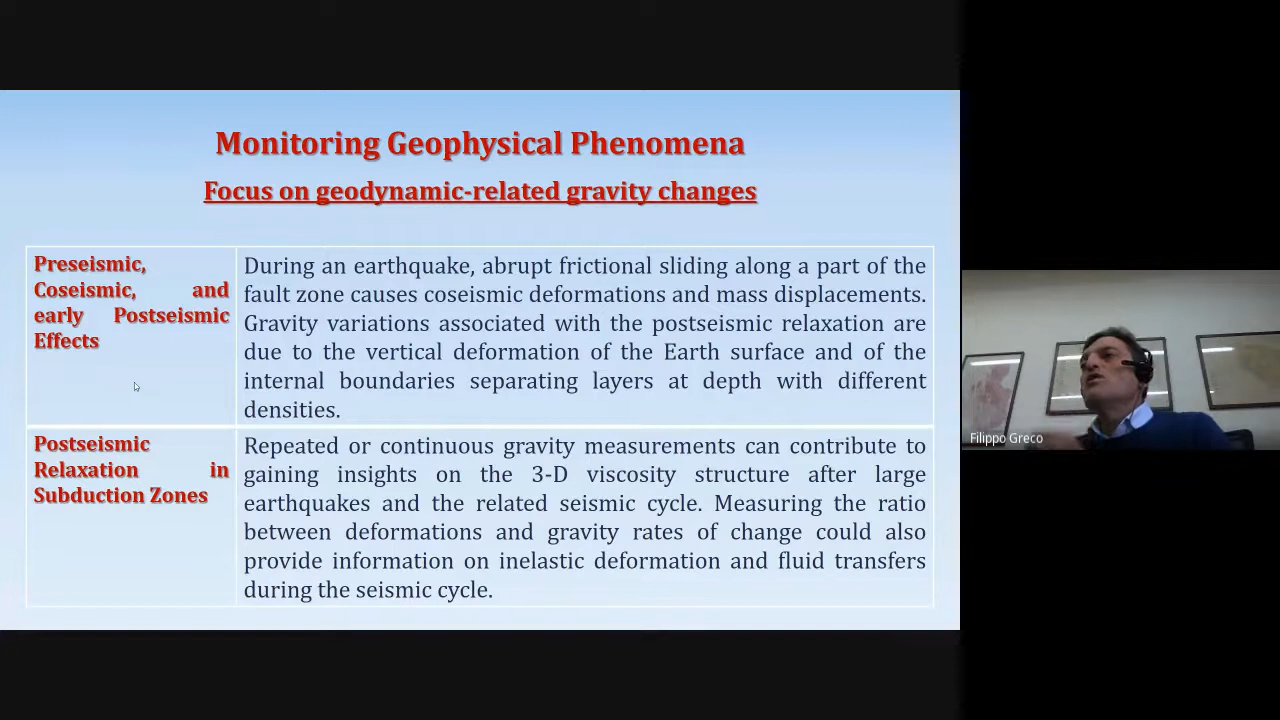 Monitoring Geophysical Phenomena
Focus on geodynamic-related gravity changes
Preseismic,
Coseismic, and
early Postseismic
Effects
During an earthquake, abrupt frictional sliding along a part of the
fault zone causes coseismic deformations and mass displacements.
Gravity variations associated with the postseismic relaxation are
due to the vertical deformation of the Earth surface and of the
internal boundaries separating layers at depth with different
densities.
Postseismic
Relaxation in
Subduction Zones
Repeated or continuous gravity measurements can contribute to
gaining insights on the 3-D viscosity structure after large
earthquakes and the related seismic cycle. Measuring the ratio
between deformations and gravity rates of change could also
provide information on inelastic deformation and fluid transfers
during the seismic cycle.
Filippo Greco